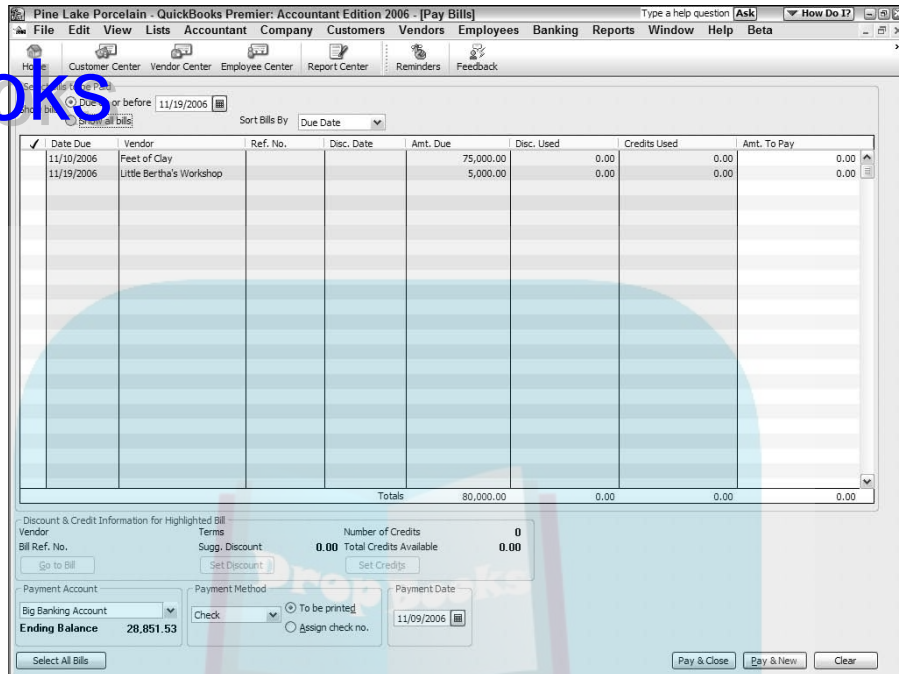 Pine Lake Porcelain - QuickBooks Premier: Accountant Edition 2006 - [Pay Bills]
Type a help question Ask
How Do I?
File Edit View Lists Accountant Company Customers Vendors Employees Banking Reports Window Help Beta
Home Customer Center Vendor Center Employee Center Report Center Reminders Feedback
oks
Select Bills to be Paid
Show bills
Due on or before 11/19/2006
Show all bills
Sort Bills By Due Date
Date Due Vendor Ref. No. Disc. Date Amt. Due Disc. Used Credits Used Amt. To Pay
11/10/2006 Feet of Clay 75,000.00 0.00 0.00 0.00
11/19/2006 Little Bertha's Workshop 5,000.00 0.00 0.00 0.00
Totals 80,000.00 0.00 0.00 0.00
Discount & Credit Information for Highlighted Bill
Vendor Terms Number of Credits 0
Bill Ref. No. Sugg. Discount 0.00 Total Credits Available 0.00
Go to Bill Set Discount Set Credits
DropBooks
Payment Account Payment Method Payment Date
Big Banking Account Check To be printed 11/09/2006
Ending Balance 28,851.53 Assign check no.
Select All Bills Pay & Close Pay & New Clear